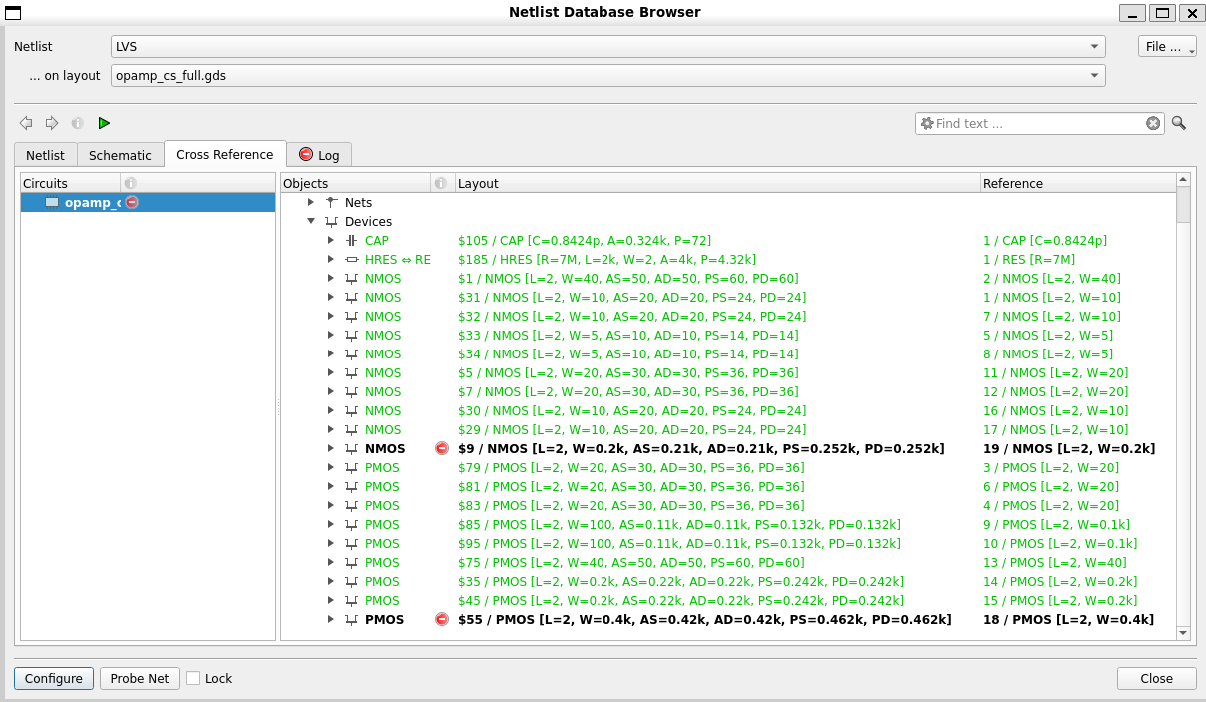 Netlist Database Browser
Netlist LVS File ...
... on layout opamp_cs_full.gds
Find text ...
Netlist Schematic Cross Reference Log
Circuits Objects Layout Reference
opamp_c Nets
Devices
CAP $105 / CAP [C=0.8424p, A=0.324k, P=72] 1 / CAP [C=0.8424p]
HRES ⇔ RE $185 / HRES [R=7M, L=2k, W=2, A=4k, P=4.32k] 1 / RES [R=7M]
NMOS $1 / NMOS [L=2, W=40, AS=50, AD=50, PS=60, PD=60] 2 / NMOS [L=2, W=40]
NMOS $31 / NMOS [L=2, W=10, AS=20, AD=20, PS=24, PD=24] 1 / NMOS [L=2, W=10]
NMOS $32 / NMOS [L=2, W=10, AS=20, AD=20, PS=24, PD=24] 7 / NMOS [L=2, W=10]
NMOS $33 / NMOS [L=2, W=5, AS=10, AD=10, PS=14, PD=14] 5 / NMOS [L=2, W=5]
NMOS $34 / NMOS [L=2, W=5, AS=10, AD=10, PS=14, PD=14] 8 / NMOS [L=2, W=5]
NMOS $5 / NMOS [L=2, W=20, AS=30, AD=30, PS=36, PD=36] 11 / NMOS [L=2, W=20]
NMOS $7 / NMOS [L=2, W=20, AS=30, AD=30, PS=36, PD=36] 12 / NMOS [L=2, W=20]
NMOS $30 / NMOS [L=2, W=10, AS=20, AD=20, PS=24, PD=24] 16 / NMOS [L=2, W=10]
NMOS $29 / NMOS [L=2, W=10, AS=20, AD=20, PS=24, PD=24] 17 / NMOS [L=2, W=10]
NMOS $9 / NMOS [L=2, W=0.2k, AS=0.21k, AD=0.21k, PS=0.252k, PD=0.252k] 19 / NMOS [L=2, W=0.2k]
PMOS $79 / PMOS [L=2, W=20, AS=30, AD=30, PS=36, PD=36] 3 / PMOS [L=2, W=20]
PMOS $81 / PMOS [L=2, W=20, AS=30, AD=30, PS=36, PD=36] 6 / PMOS [L=2, W=20]
PMOS $83 / PMOS [L=2, W=20, AS=30, AD=30, PS=36, PD=36] 4 / PMOS [L=2, W=20]
PMOS $85 / PMOS [L=2, W=100, AS=0.11k, AD=0.11k, PS=0.132k, PD=0.132k] 9 / PMOS [L=2, W=0.1k]
PMOS $95 / PMOS [L=2, W=100, AS=0.11k, AD=0.11k, PS=0.132k, PD=0.132k] 10 / PMOS [L=2, W=0.1k]
PMOS $75 / PMOS [L=2, W=40, AS=50, AD=50, PS=60, PD=60] 13 / PMOS [L=2, W=40]
PMOS $35 / PMOS [L=2, W=0.2k, AS=0.22k, AD=0.22k, PS=0.242k, PD=0.242k] 14 / PMOS [L=2, W=0.2k]
PMOS $45 / PMOS [L=2, W=0.2k, AS=0.22k, AD=0.22k, PS=0.242k, PD=0.242k] 15 / PMOS [L=2, W=0.2k]
PMOS $55 / PMOS [L=2, W=0.4k, AS=0.42k, AD=0.42k, PS=0.462k, PD=0.462k] 18 / PMOS [L=2, W=0.4k]
Configure Probe Net Lock Close